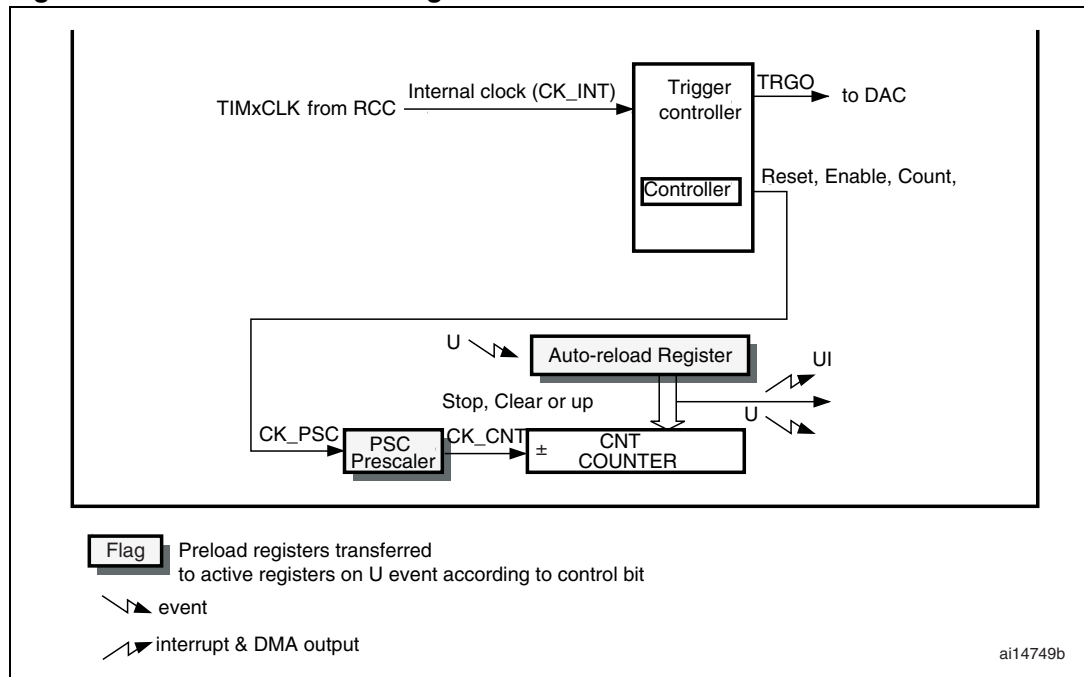 TIMxCLK from RCC
Internal clock (CK_INT)
Trigger
controller
TRGO
to DAC
Controller
Reset, Enable, Count,
U
Auto-reload Register
UI
Stop, Clear or up
U
CK_PSC
PSC
Prescaler
CK_CNT
±
CNT
COUNTER
Flag
Preload registers transferred
to active registers on U event according to control bit
event
interrupt & DMA output
ai14749b